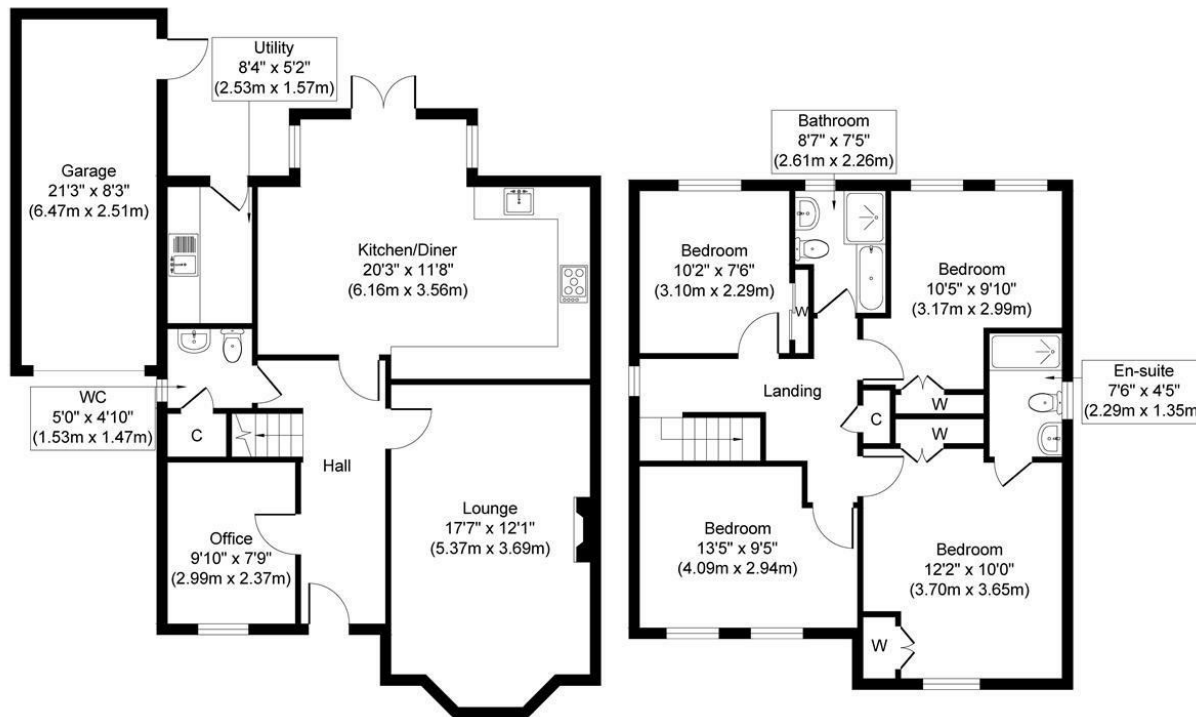 Utility
8'4" x 5'2"
(2.53m x 1.57m)
Garage
21'3" x 8'3"
(6.47m x 2.51m)
Kitchen/Diner
20'3" x 11'8"
(6.16m x 3.56m)
WC
5'0" x 4'10"
(1.53m x 1.47m)
C
Hall
Office
9'10" x 7'9"
(2.99m x 2.37m)
Lounge
17'7" x 12'1"
(5.37m x 3.69m)
Bathroom
8'7" x 7'5"
(2.61m x 2.26m)
Bedroom
10'2" x 7'6"
(3.10m x 2.29m)
W
Bedroom
10'5" x 9'10"
(3.17m x 2.99m)
En-suite
7'6" x 4'5"
(2.29m x 1.35m
Landing
W
C
W
Bedroom
13'5" x 9'5"
(4.09m x 2.94m)
Bedroom
12'2" x 10'0"
(3.70m x 3.65m)
W